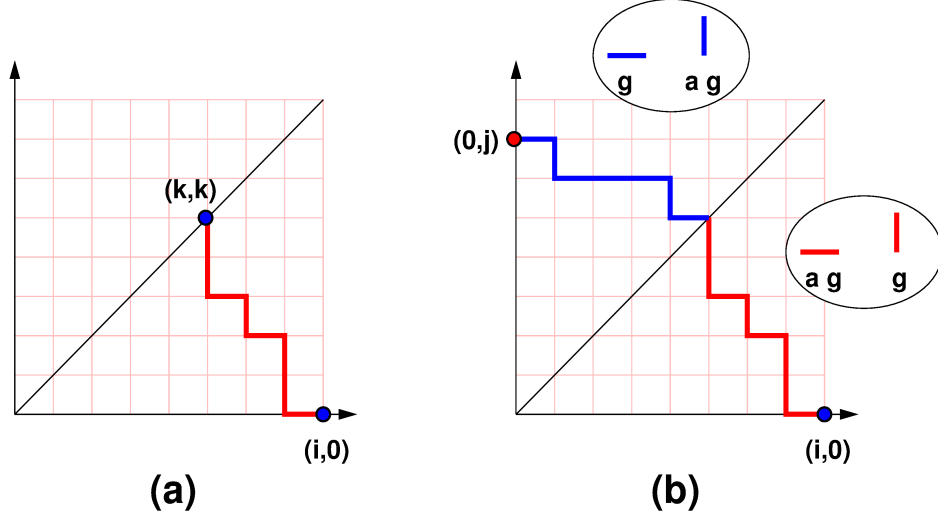 (k,k)
(i,0)
(a)
g
a g
(0,j)
a g
g
(i,0)
(b)